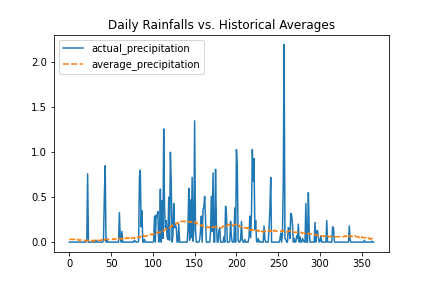 Daily Rainfalls vs. Historical Averages
actual_precipitation
average_precipitation
2.0
1.5
1.0
0.5
0.0
0 50 100 150 200 250 300 350